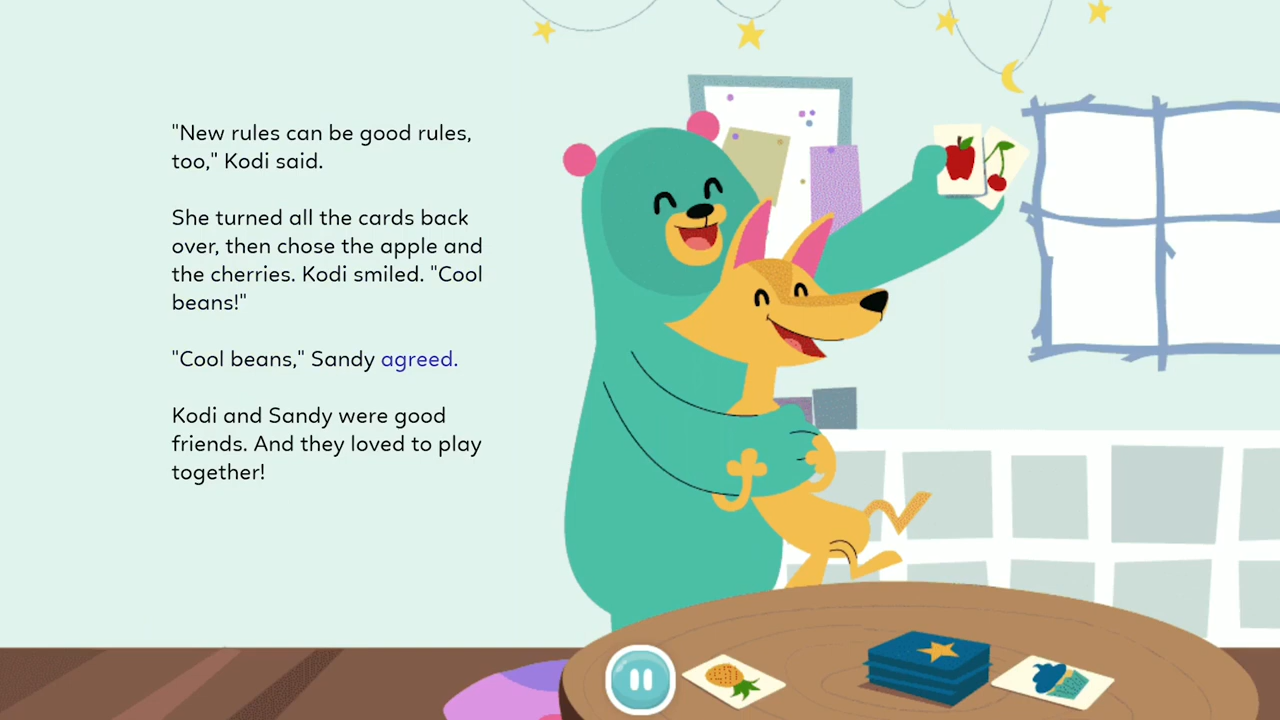 "New rules can be good rules,
too," Kodi said.
She turned all the cards back
over, then chose the apple and
the cherries. Kodi smiled. "Cool
beans!"
"Cool beans," Sandy agreed.
Kodi and Sandy were good
friends. And they loved to play
together!